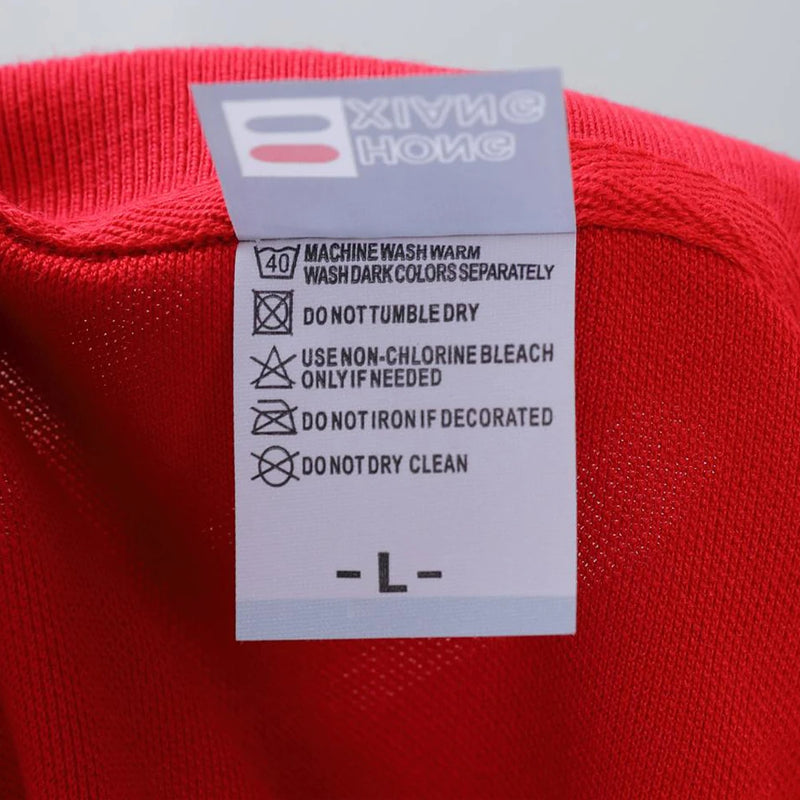 XIANG
HONG
40 MACHINE WASH WARM
WASH DARK COLORS SEPARATELY
DO NOT TUMBLE DRY
USE NON-CHLORINE BLEACH
ONLY IF NEEDED
DO NOT IRON IF DECORATED
DO NOT DRY CLEAN
-L-